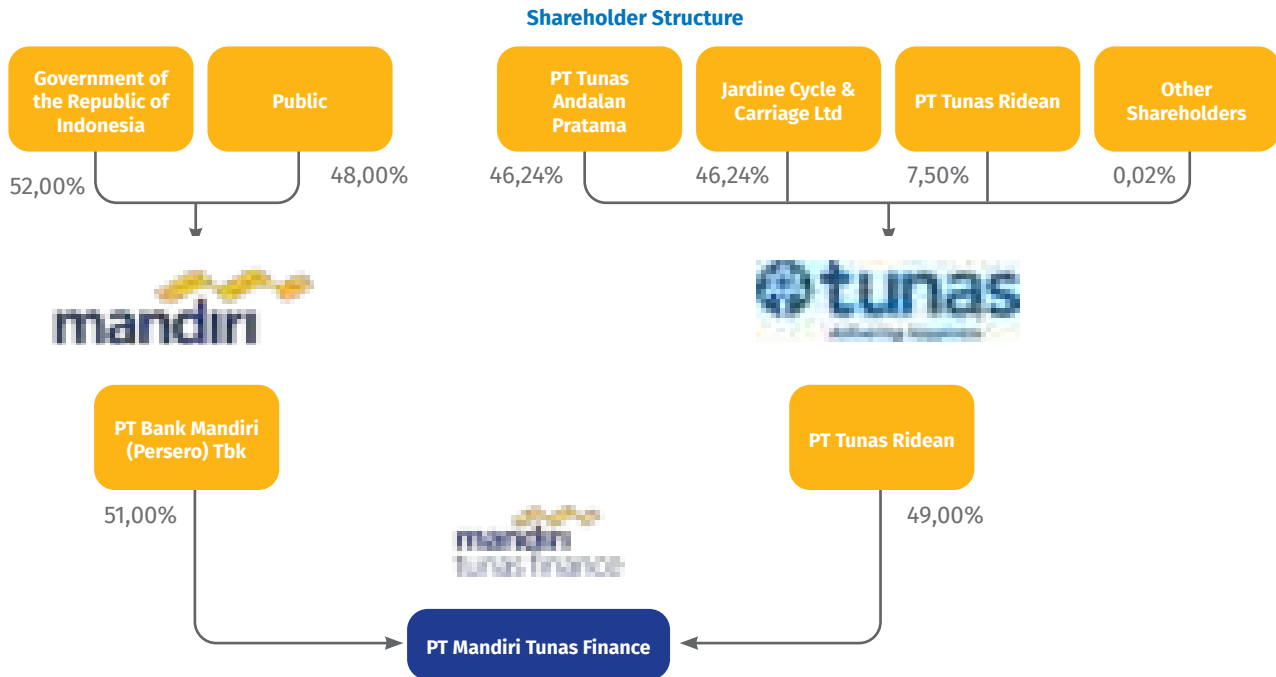 Shareholder Structure
Government of
the Republic of
Indonesia
Public
PT Tunas
Andalan
Pratama
Jardine Cycle &
Carriage Ltd
PT Tunas Ridean
Other
Shareholders
52,00%
48,00%
46,24%
46,24%
7,50%
0,02%
mandiri
tunas
PT Bank Mandiri
(Persero) Tbk
PT Tunas Ridean
51,00%
49,00%
mandiri
tunas finance
PT Mandiri Tunas Finance